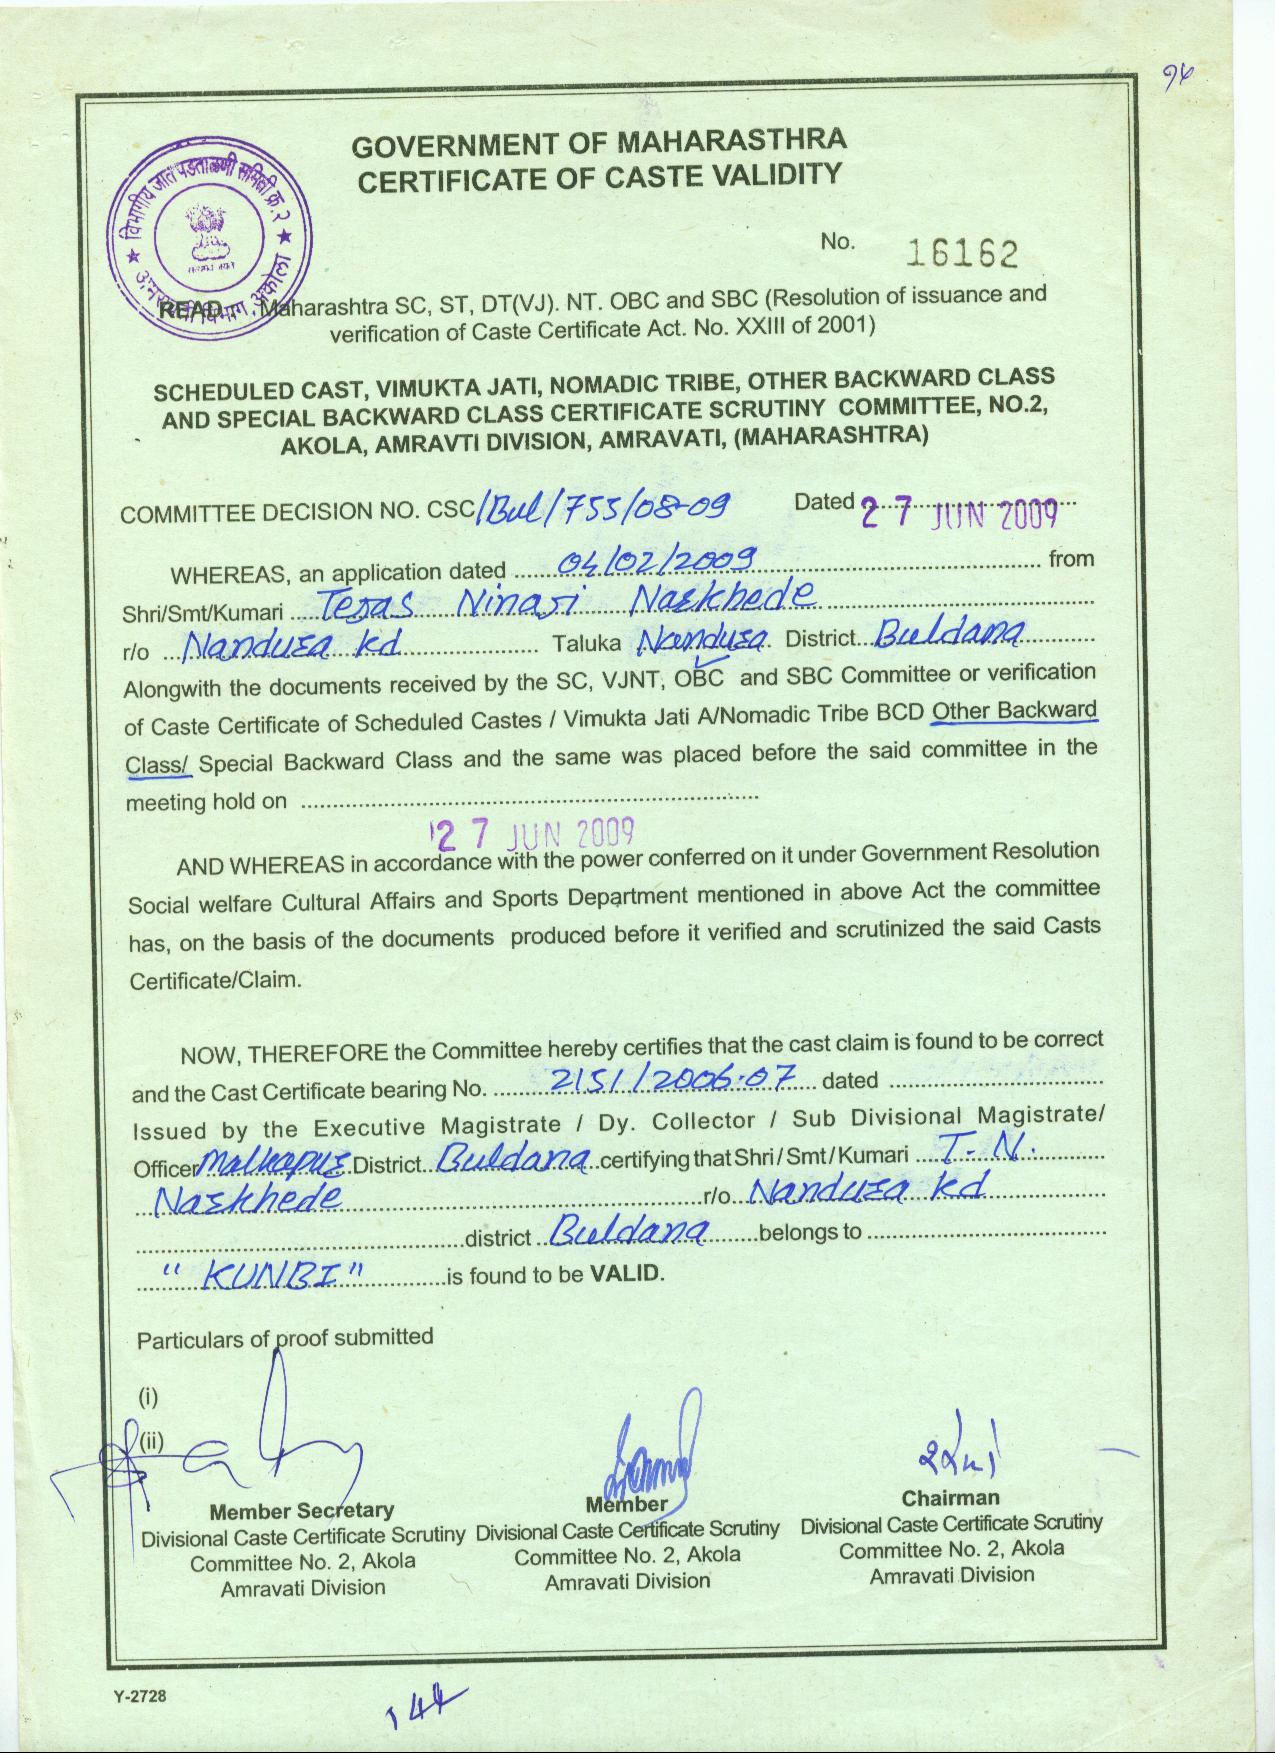 94
GOVERNMENT OF MAHARASTHRA
CERTIFICATE OF CASTE VALIDITY
विभागीय जात पडताळणी समिती क्र. २
★ अमरावती विभाग, अकोला ★
No. 16162
READ : Maharashtra SC, ST, DT(VJ). NT. OBC and SBC (Resolution of issuance and
verification of Caste Certificate Act. No. XXIII of 2001)
SCHEDULED CAST, VIMUKTA JATI, NOMADIC TRIBE, OTHER BACKWARD CLASS
AND SPECIAL BACKWARD CLASS CERTIFICATE SCRUTINY COMMITTEE, NO.2,
AKOLA, AMRAVTI DIVISION, AMRAVATI, (MAHARASHTRA)
COMMITTEE DECISION NO. CSC/Bul/755/08-09 Dated 27 JUN 2009
WHEREAS, an application dated 04/02/2009 from
Shri/Smt/Kumari Tejas Ninaji Narkhede
r/o Nandura kd Taluka Nandura. District Buldana
Alongwith the documents received by the SC, VJNT, OBC and SBC Committee or verification
of Caste Certificate of Scheduled Castes / Vimukta Jati A/Nomadic Tribe BCD Other Backward
Class/ Special Backward Class and the same was placed before the said committee in the
meeting hold on
27 JUN 2009
AND WHEREAS in accordance with the power conferred on it under Government Resolution
Social welfare Cultural Affairs and Sports Department mentioned in above Act the committee
has, on the basis of the documents produced before it verified and scrutinized the said Casts
Certificate/Claim.
NOW, THEREFORE the Committee hereby certifies that the cast claim is found to be correct
and the Cast Certificate bearing No. 2151/2006-07 dated
Issued by the Executive Magistrate / Dy. Collector / Sub Divisional Magistrate/
Officer Malkapur District Buldana certifying that Shri/ Smt/ Kumari T. N.
Narkhede r/o Nandura kd
district Buldana belongs to
"KUNBI" is found to be VALID.
Particulars of proof submitted
(i)
(ii)
Member Secretary Member Chairman
Divisional Caste Certificate Scrutiny Divisional Caste Certificate Scrutiny Divisional Caste Certificate Scrutiny
Committee No. 2, Akola Committee No. 2, Akola Committee No. 2, Akola
Amravati Division Amravati Division Amravati Division
Y-2728
144